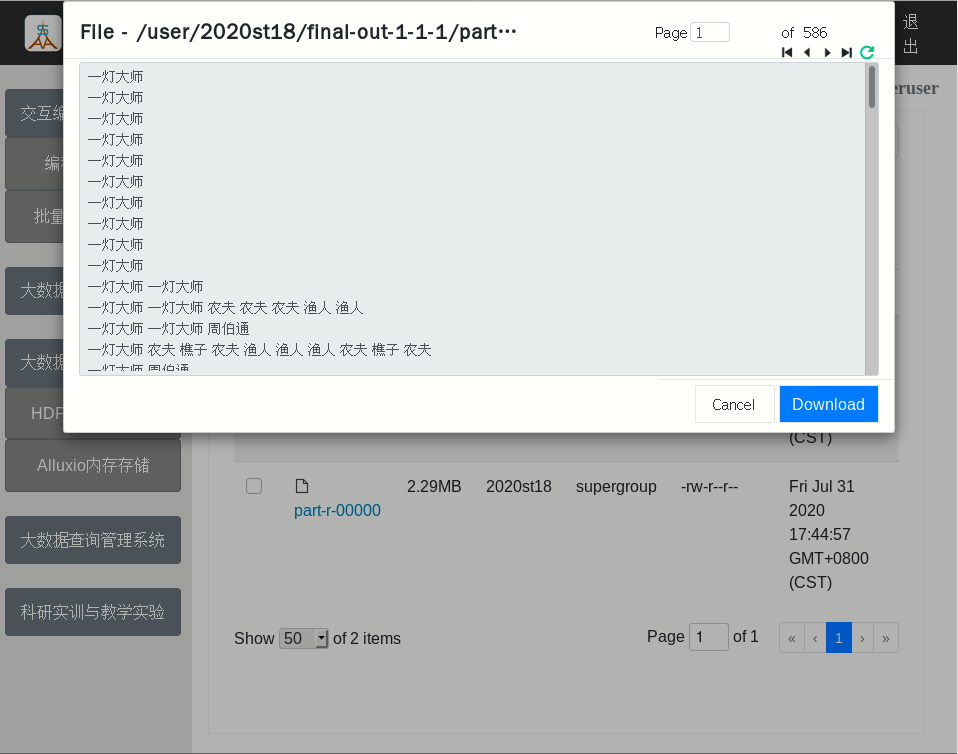 File - /user/2020st18/final-out-1-1-1/part…
Page 1 of 586
退出
一灯大师
一灯大师
一灯大师
一灯大师
一灯大师
一灯大师
一灯大师
一灯大师
一灯大师
一灯大师
一灯大师 一灯大师
一灯大师 一灯大师 农夫 农夫 农夫 渔人 渔人
一灯大师 一灯大师 周伯通
一灯大师 农夫 樵子 农夫 渔人 渔人 渔人 农夫 樵子 农夫
一灯大师 周伯通
Cancel Download
eruser
交互编
编
批量
大数据
大数据
HDF
Alluxio内存存储
大数据查询管理系统
科研实训与教学实验
(CST)
part-r-00000 2.29MB 2020st18 supergroup -rw-r--r-- Fri Jul 31
2020
17:44:57
GMT+0800
(CST)
Show 50 of 2 items Page 1 of 1 « ‹ 1 › »